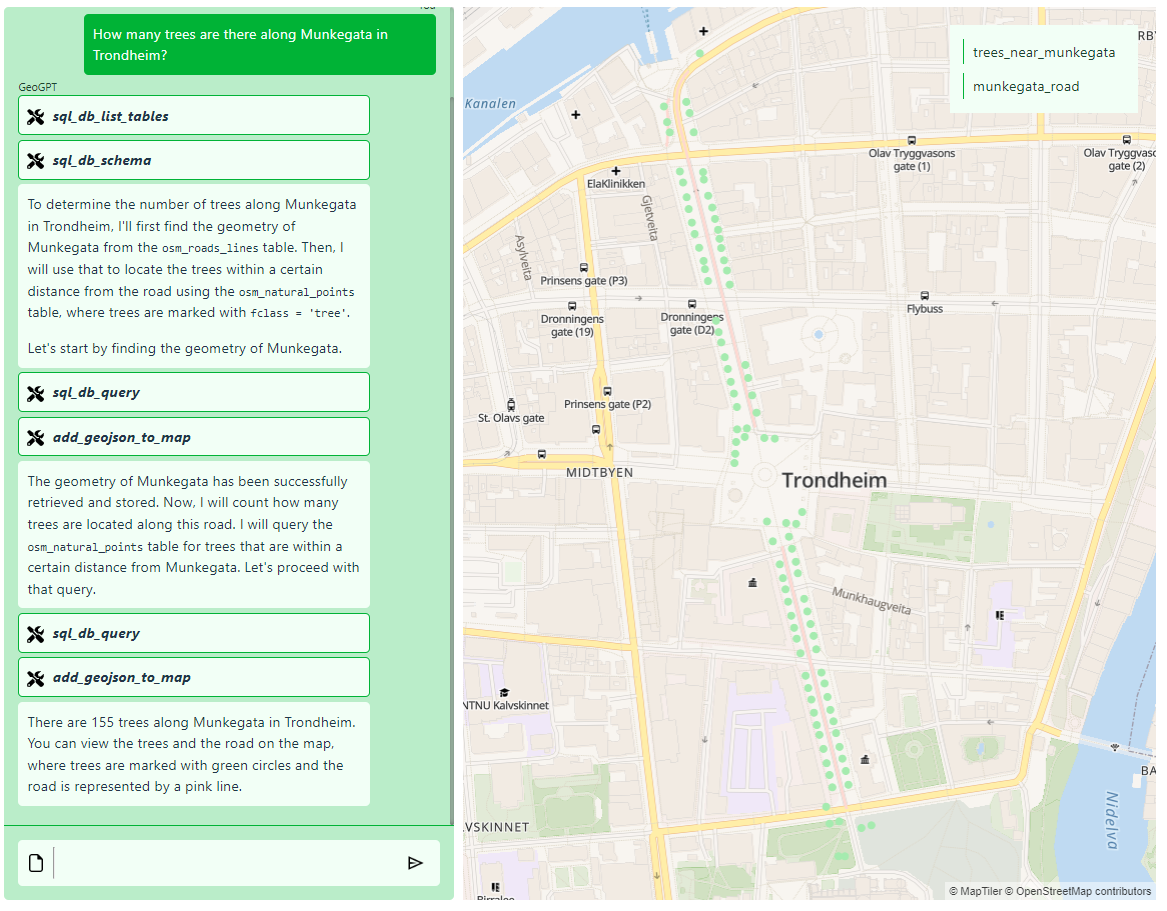 You
How many trees are there along Munkegata in
Trondheim?
GeoGPT
sql_db_list_tables
sql_db_schema
To determine the number of trees along Munkegata
in Trondheim, I'll first find the geometry of
Munkegata from the osm_roads_lines table. Then, I
will use that to locate the trees within a certain
distance from the road using the osm_natural_points
table, where trees are marked with fclass = 'tree'.
Let's start by finding the geometry of Munkegata.
sql_db_query
add_geojson_to_map
The geometry of Munkegata has been successfully
retrieved and stored. Now, I will count how many
trees are located along this road. I will query the
osm_natural_points table for trees that are within a
certain distance from Munkegata. Let's proceed with
that query.
sql_db_query
add_geojson_to_map
There are 155 trees along Munkegata in Trondheim.
You can view the trees and the road on the map,
where trees are marked with green circles and the
road is represented by a pink line.
trees_near_munkegata
munkegata_road
Kanalen
Olav Tryggvasons
gate (1)
Olav Tryggvaso
gate (2)
ElaKlinikken
Gjetveita
Asylveita
Prinsens gate (P3)
Dronningens
gate (19)
Dronningens
gate (D2)
Flybuss
Prinsens gate (P2)
St. Olavs gate
MIDTBYEN
Trondheim
Munkhaugveita
NTNU Kalvskinnet
BA
Nidelva
LVSKINNET
Birralee
© MapTiler © OpenStreetMap contributors